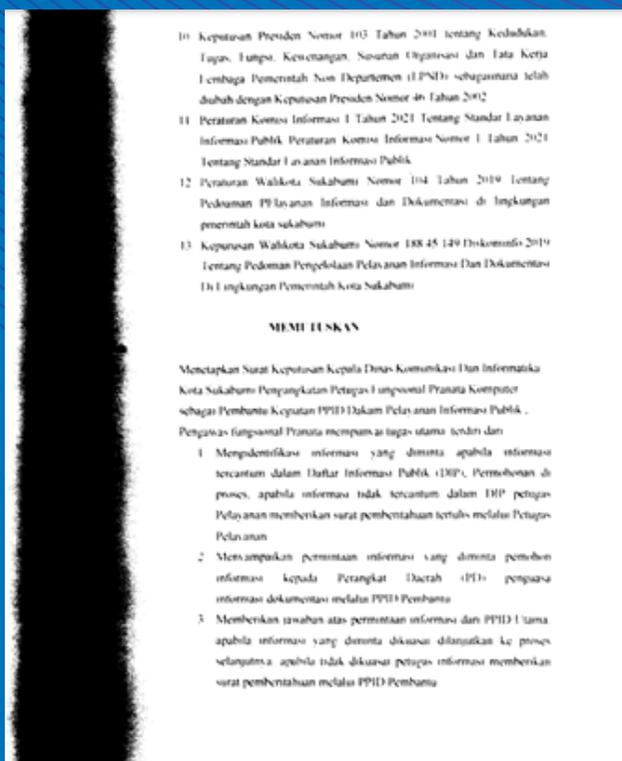 10 Keputusan Presiden Nomor 103 Tahun 2001 tentang Kedudukan,
Tugas, Fungsi, Kewenangan, Susunan Organisasi dan Tata Kerja
Lembaga Pemerintah Non Departemen (LPND) sebagaimana telah
diubah dengan Keputusan Presiden Nomor 46 Tahun 2002
11 Peraturan Komisi Informasi 1 Tahun 2021 Tentang Standar Layanan
Informasi Publik Peraturan Komisi Informasi Nomor 1 Tahun 2021
Tentang Standar Layanan Informasi Publik
12 Peraturan Walikota Sukabumi Nomor 104 Tahun 2019 Tentang
Pedoman PElayanan Informasi dan Dokumentasi di lingkungan
pmerintah kota sukabumi
13 Kepurusan Walikota Sukabumi Nomor 188 45 149 Diskominfo 2019
Tentang Pedoman Pengelolaan Pelayanan Informasi Dan Dokumentasi
Di Lingkungan Pemerintah Kota Sukabumi
MEMUTUSKAN
Menetapkan Surat Keputusan Kepala Dinas Komunikasi Dan Informatika
Kota Sukabumi Pengangkatan Petugas Fungsional Pranata Komputer
sebagai Pembantu Kegiatan PPID Dakam Pelayanan Informasi Publik ,
Pengawas fungsional Pranata mempunyai tugas utama terdiri dari
1 Mengidentifikasi informasi yang diminta apabila informasi
tercantum dalam Daftar Informasi Publik (DIP), Permohonan di
proses, apabila informasi tidak tercantum dalam DIP petugas
Pelayanan memberikan surat pemberitahuan tertulis melalui Petugas
Pelayanan
2 Menyampaikan permintaan informasi yang diminta pemohon
informasi kepada Perangkat Daerah (PD) penguasa
informasi dokumentasi melalui PPID Pembantu
3 Memberikan jawaban atas permintaan informasi dari PPID Utama,
apabila informasi yang diminta dikuasai dilanjutkan ke proses
selanjutnya, apabila tidak dikuasai petugas informasi memberikan
surat pemberitahuan melalui PPID Pembantu